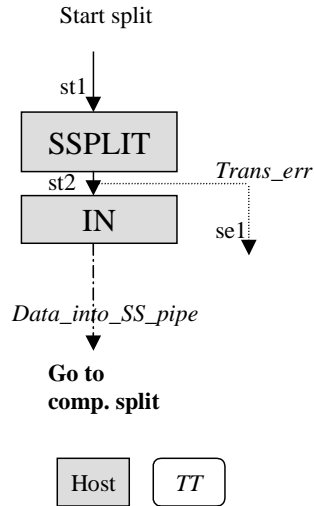 Start split
st1
SSPLIT
Trans_err
st2
IN
se1
Data_into_SS_pipe
Go to
comp. split
Host
TT